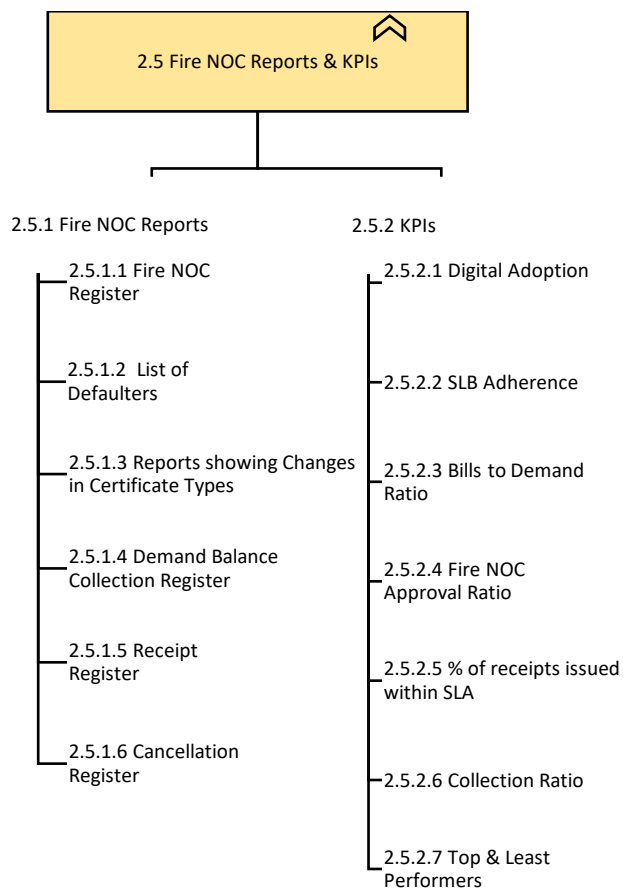 2.5 Fire NOC Reports & KPIs
2.5.1 Fire NOC Reports
2.5.1.1 Fire NOC
Register
2.5.1.2 List of
Defaulters
2.5.1.3 Reports showing Changes
in Certificate Types
2.5.1.4 Demand Balance
Collection Register
2.5.1.5 Receipt
Register
2.5.1.6 Cancellation
Register
2.5.2 KPIs
2.5.2.1 Digital Adoption
2.5.2.2 SLB Adherence
2.5.2.3 Bills to Demand
Ratio
2.5.2.4 Fire NOC
Approval Ratio
2.5.2.5 % of receipts issued
within SLA
2.5.2.6 Collection Ratio
2.5.2.7 Top & Least
Performers